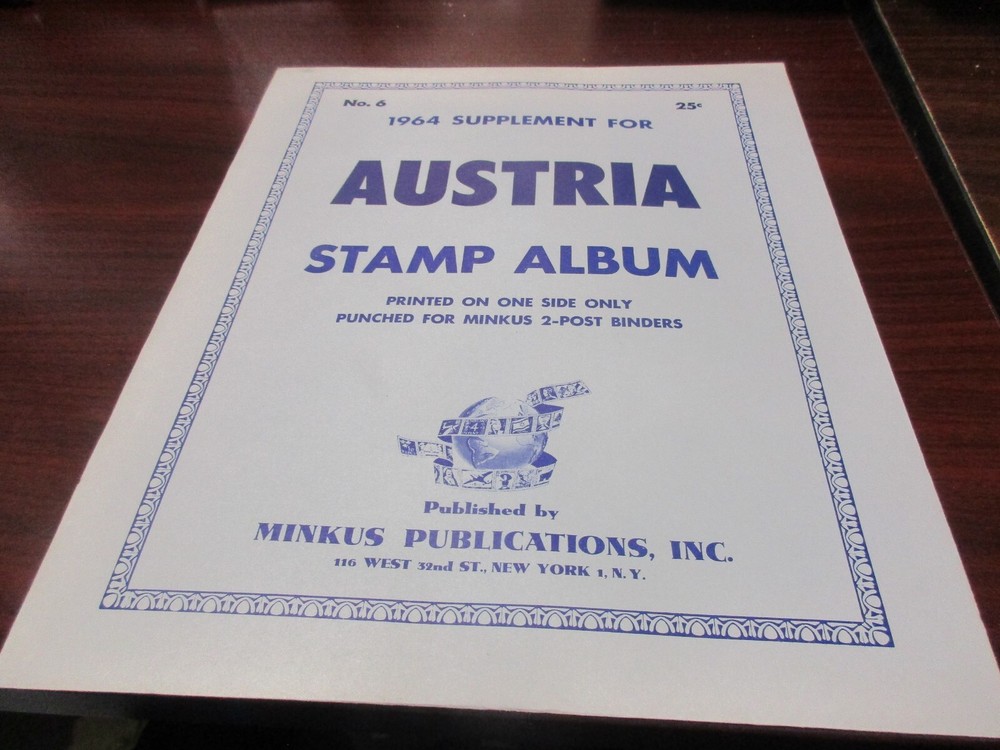 No. 6
25¢
1964 SUPPLEMENT FOR
AUSTRIA
STAMP ALBUM
PRINTED ON ONE SIDE ONLY
PUNCHED FOR MINKUS 2-POST BINDERS
Published by
MINKUS PUBLICATIONS, INC.
116 WEST 32nd ST., NEW YORK 1, N. Y.